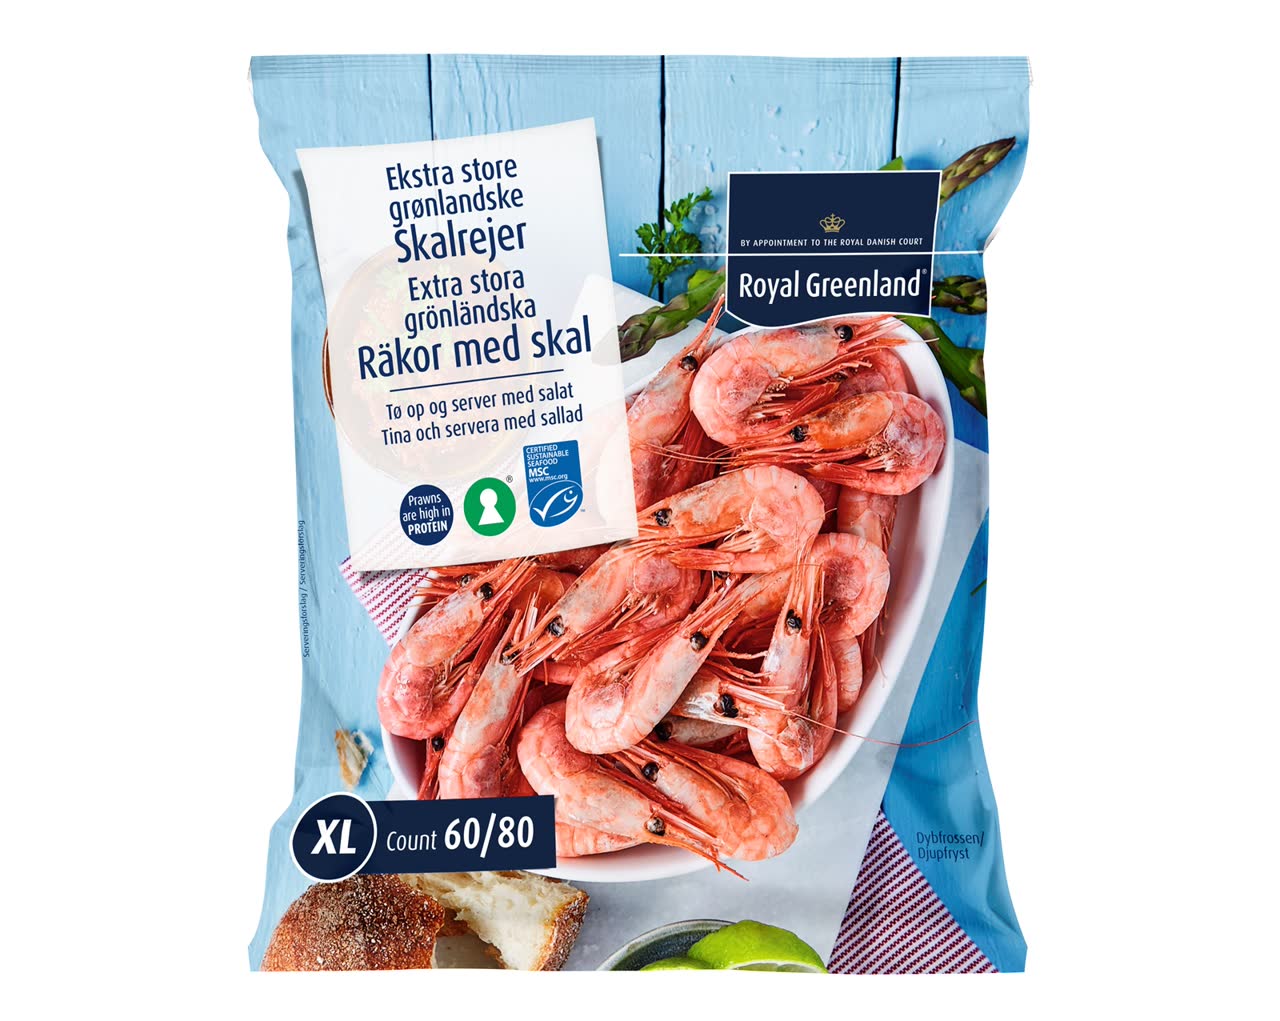 Ekstra store
grønlandske
Skalrejer
Extra stora
grönländska
Räkor med skal
Tø op og server med salat
Tina och servera med sallad
Prawns
are high in
PROTEIN
®
CERTIFIED
SUSTAINABLE
SEAFOOD
MSC
www.msc.org
™
BY APPOINTMENT TO THE ROYAL DANISH COURT
Royal Greenland®
Serveringsforslag / Serveringsförslag
XL Count 60/80
Dybfrossen/
Djupfryst